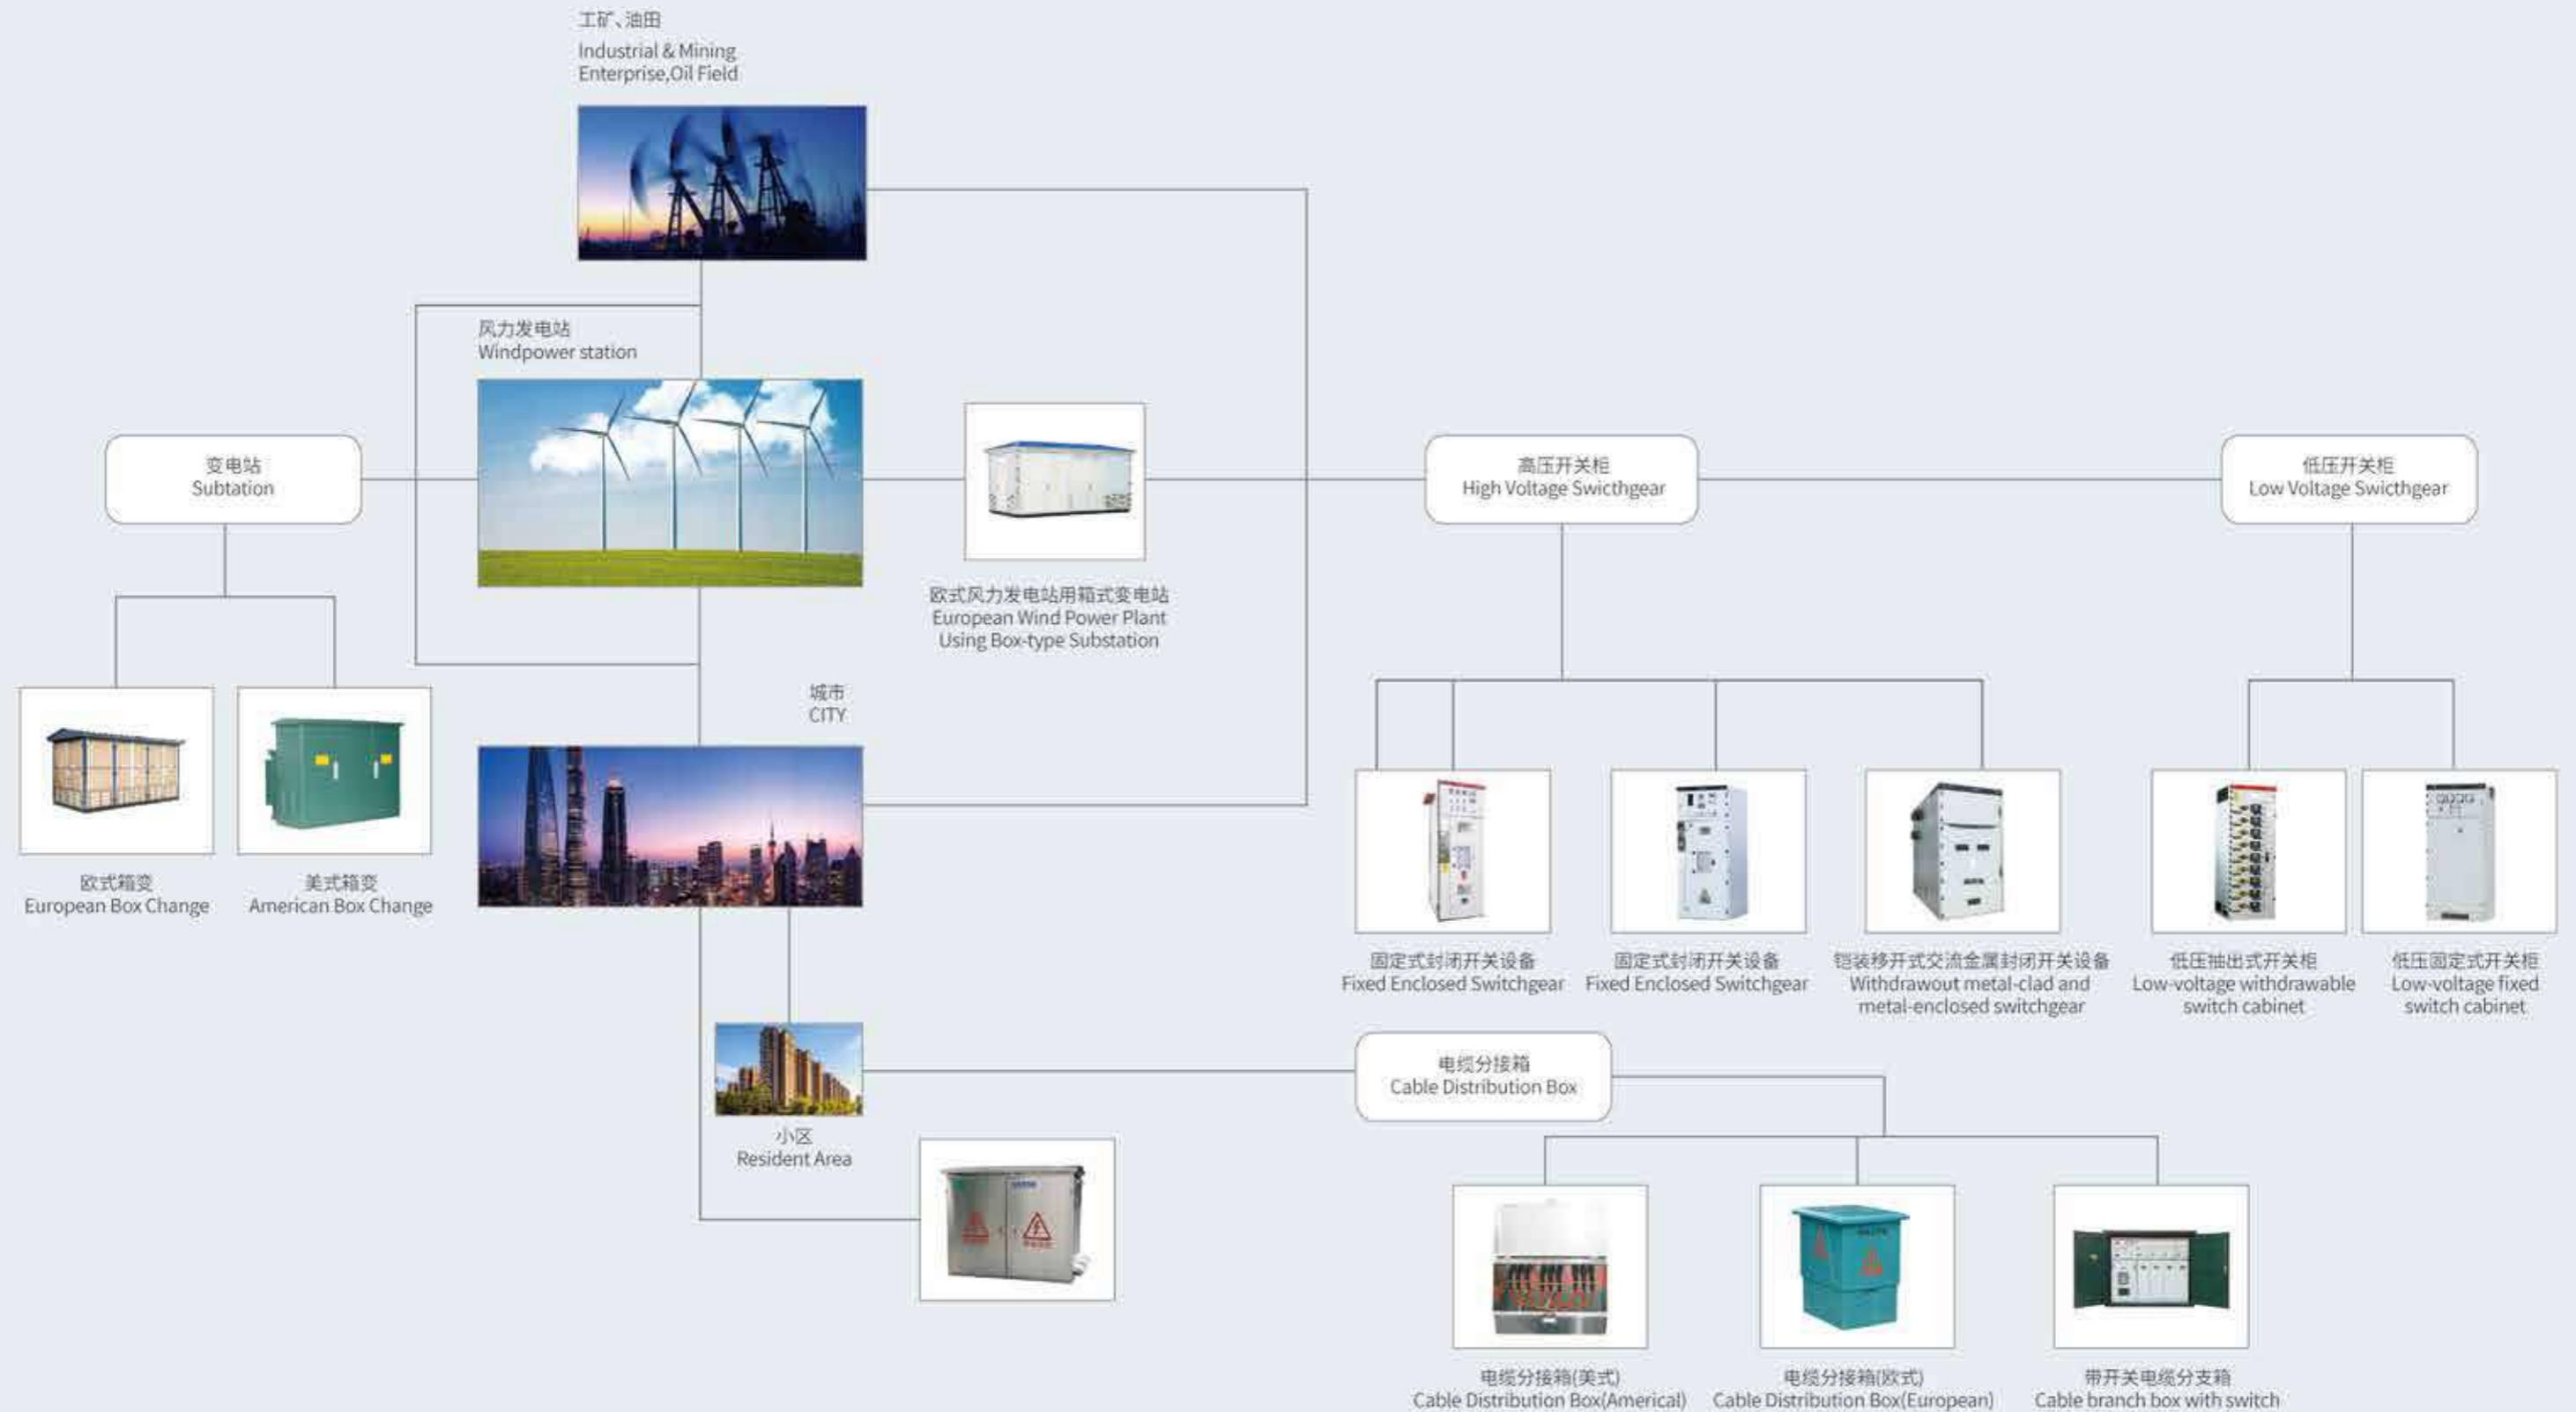 工矿、油田
Industrial & Mining
Enterprise,Oil Field
风力发电站
Windpower station
变电站
Subtation
高压开关柜
High Voltage Swicthgear
低压开关柜
Low Voltage Swicthgear
欧式风力发电站用箱式变电站
European Wind Power Plant
Using Box-type Substation
城市
CITY
欧式箱变
European Box Change
美式箱变
American Box Change
固定式封闭开关设备
Fixed Enclosed Switchgear
固定式封闭开关设备
Fixed Enclosed Switchgear
铠装移开式交流金属封闭开关设备
Withdrawout metal-clad and
metal-enclosed switchgear
低压抽出式开关柜
Low-voltage withdrawable
switch cabinet
低压固定式开关柜
Low-voltage fixed
switch cabinet
电缆分接箱
Cable Distribution Box
小区
Resident Area
电缆分接箱(美式)
Cable Distribution Box(Americal)
电缆分接箱(欧式)
Cable Distribution Box(European)
带开关电缆分支箱
Cable branch box with switch